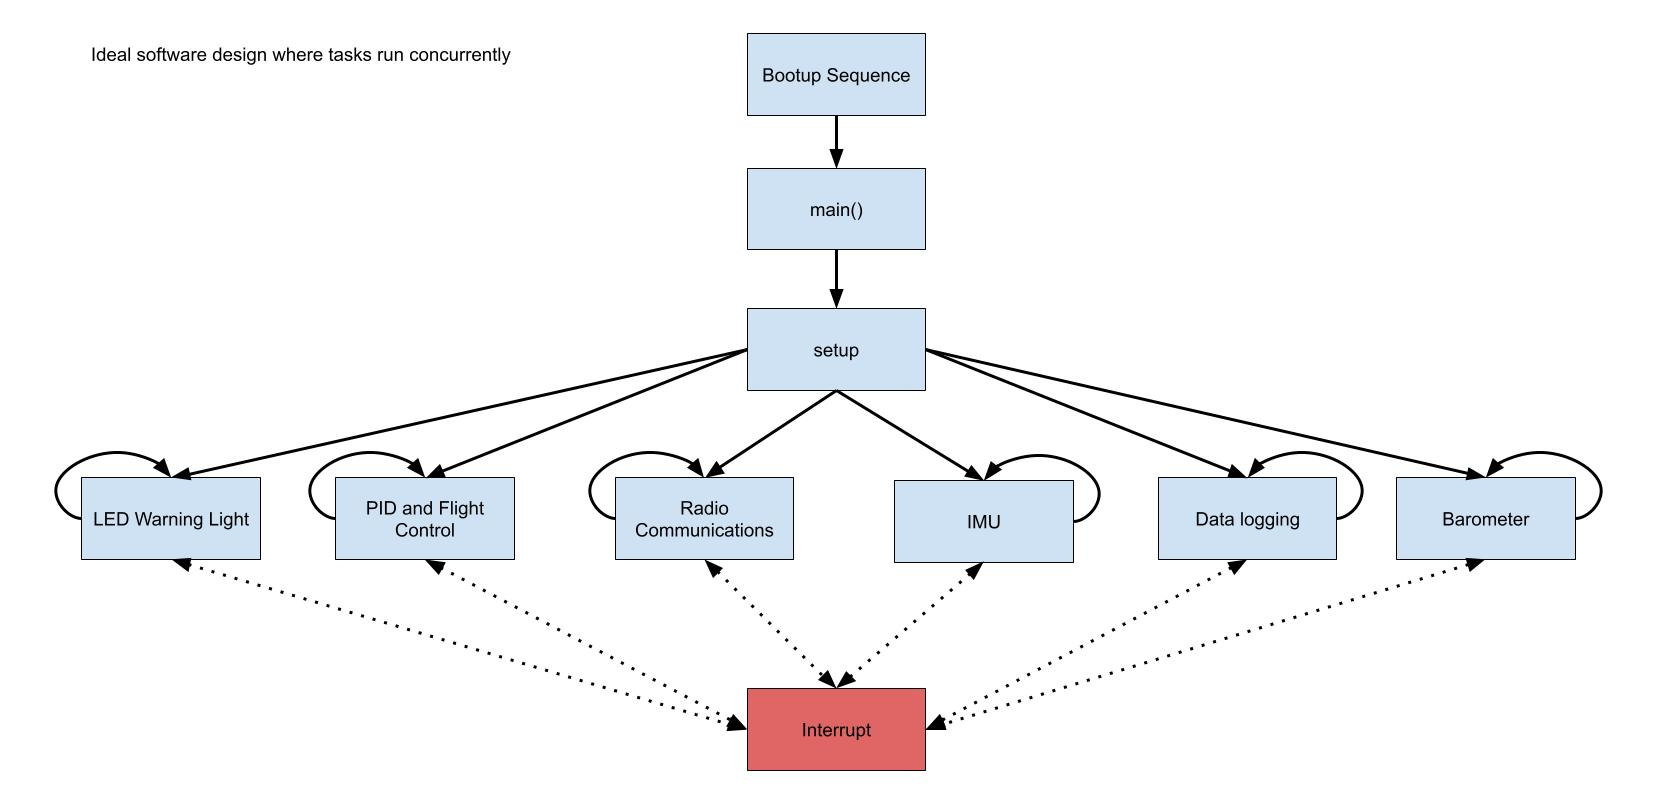 Ideal software design where tasks run concurrently
Bootup Sequence
main()
setup
LED Warning Light
PID and Flight
Control
Radio
Communications
IMU
Data logging
Barometer
Interrupt